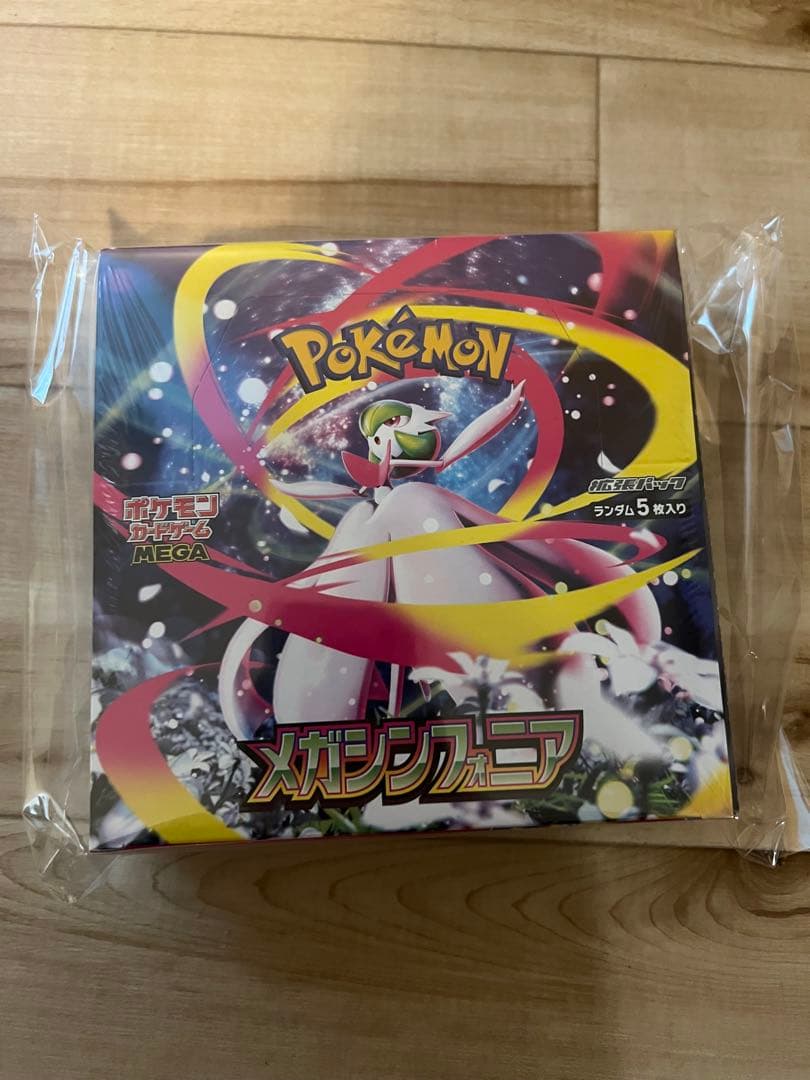 POKéMON
拡張パック
ランダム5枚入り
ポケモン
カードゲーム
MEGA
メガシンフォニア